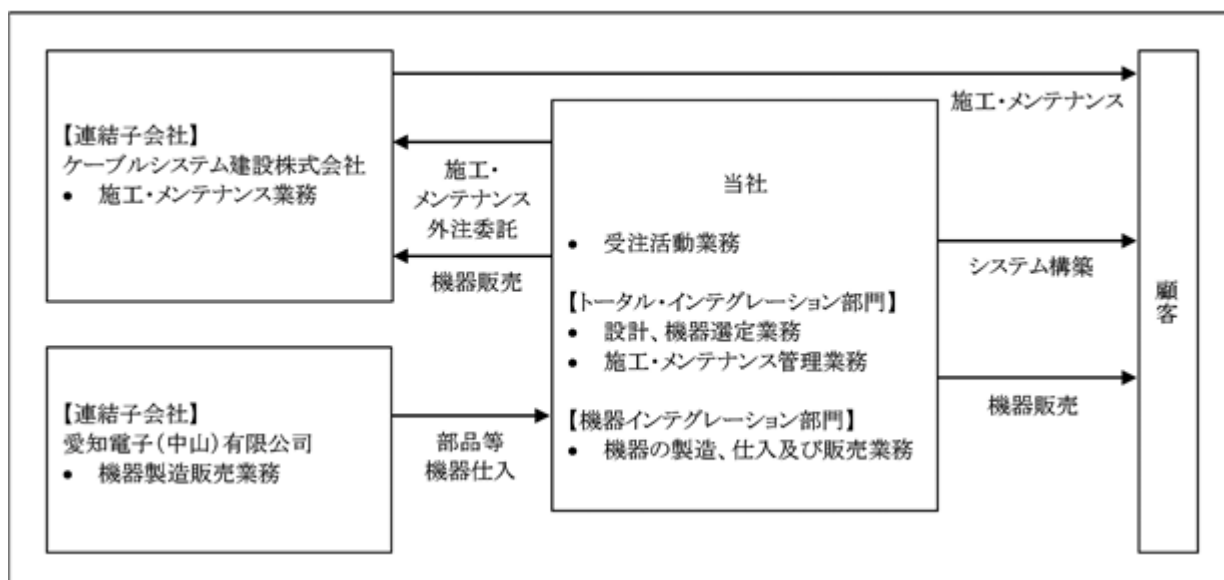 【連結子会社】
ケーブルシステム建設株式会社
• 施工・メンテナンス業務
施工・メンテナンス
施工・
メンテナンス
外注委託
機器販売
【連結子会社】
愛知電子(中山)有限公司
• 機器製造販売業務
部品等
機器仕入
当社
• 受注活動業務
【トータル・インテグレーション部門】
• 設計、機器選定業務
• 施工・メンテナンス管理業務
【機器インテグレーション部門】
• 機器の製造、仕入及び販売業務
システム構築
機器販売
顧客